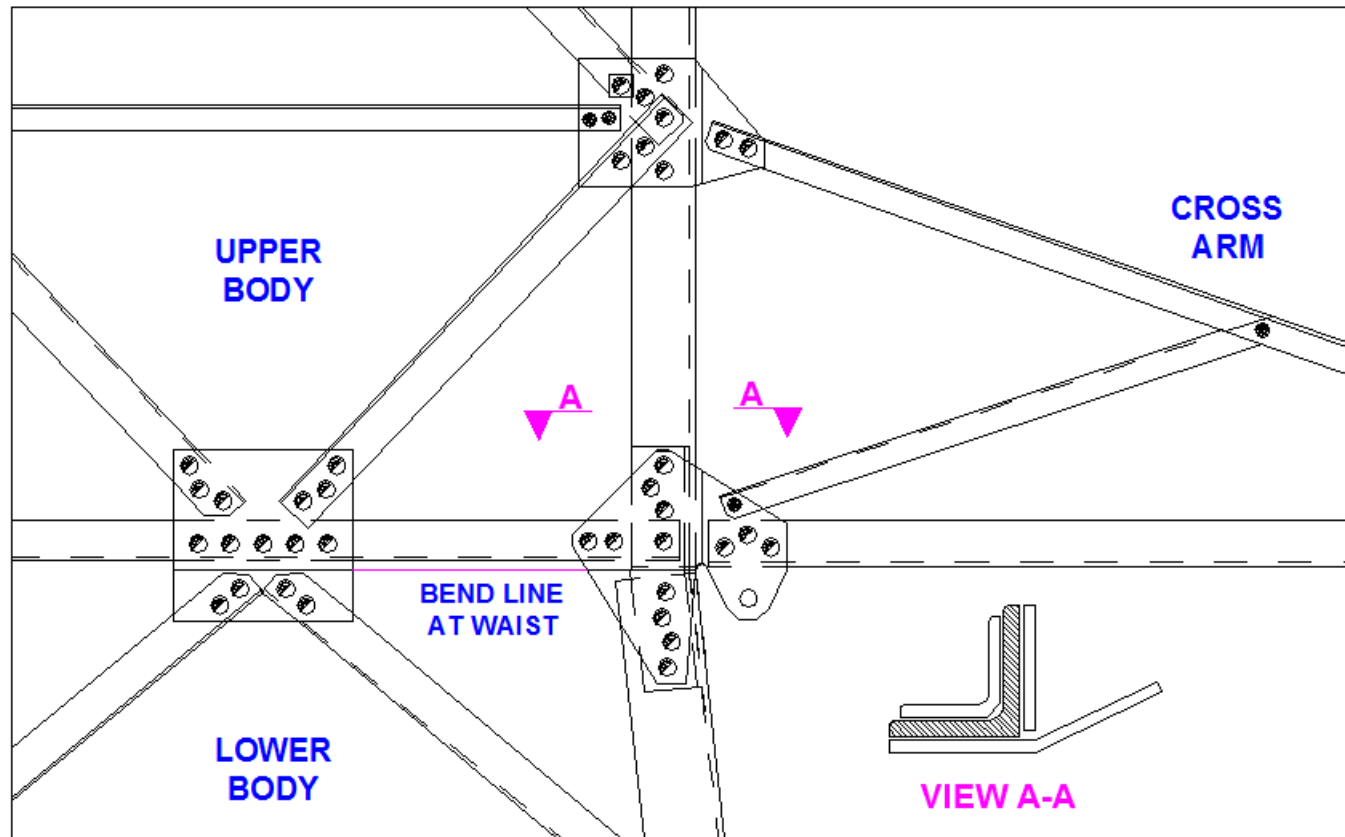 CROSS
ARM
UPPER
BODY
A
A
BEND LINE
AT WAIST
LOWER
BODY
VIEW A-A